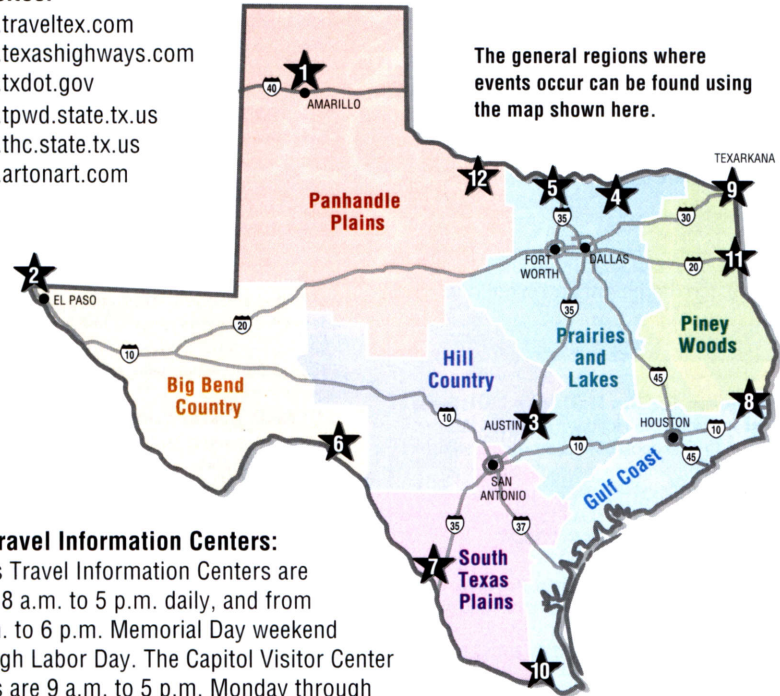 traveltex.com
texashighways.com
txdot.gov
tpwd.state.tx.us
thc.state.tx.us
artonart.com
The general regions where
events occur can be found using
the map shown here.
1
40
AMARILLO
TEXARKANA
12
5
4
9
Panhandle
Plains
35
30
2
FORT
WORTH
DALLAS
20
11
EL PASO
20
35
Prairies
and
Lakes
Piney
Woods
10
Hill
Country
45
Big Bend
Country
10
AUSTIN
3
HOUSTON
8
10
6
10
45
SAN
ANTONIO
Gulf Coast
35
37
7
South
Texas
Plains
10
ravel Information Centers:
s Travel Information Centers are
8 a.m. to 5 p.m. daily, and from
. to 6 p.m. Memorial Day weekend
gh Labor Day. The Capitol Visitor Center
s are 9 a.m. to 5 p.m. Monday through